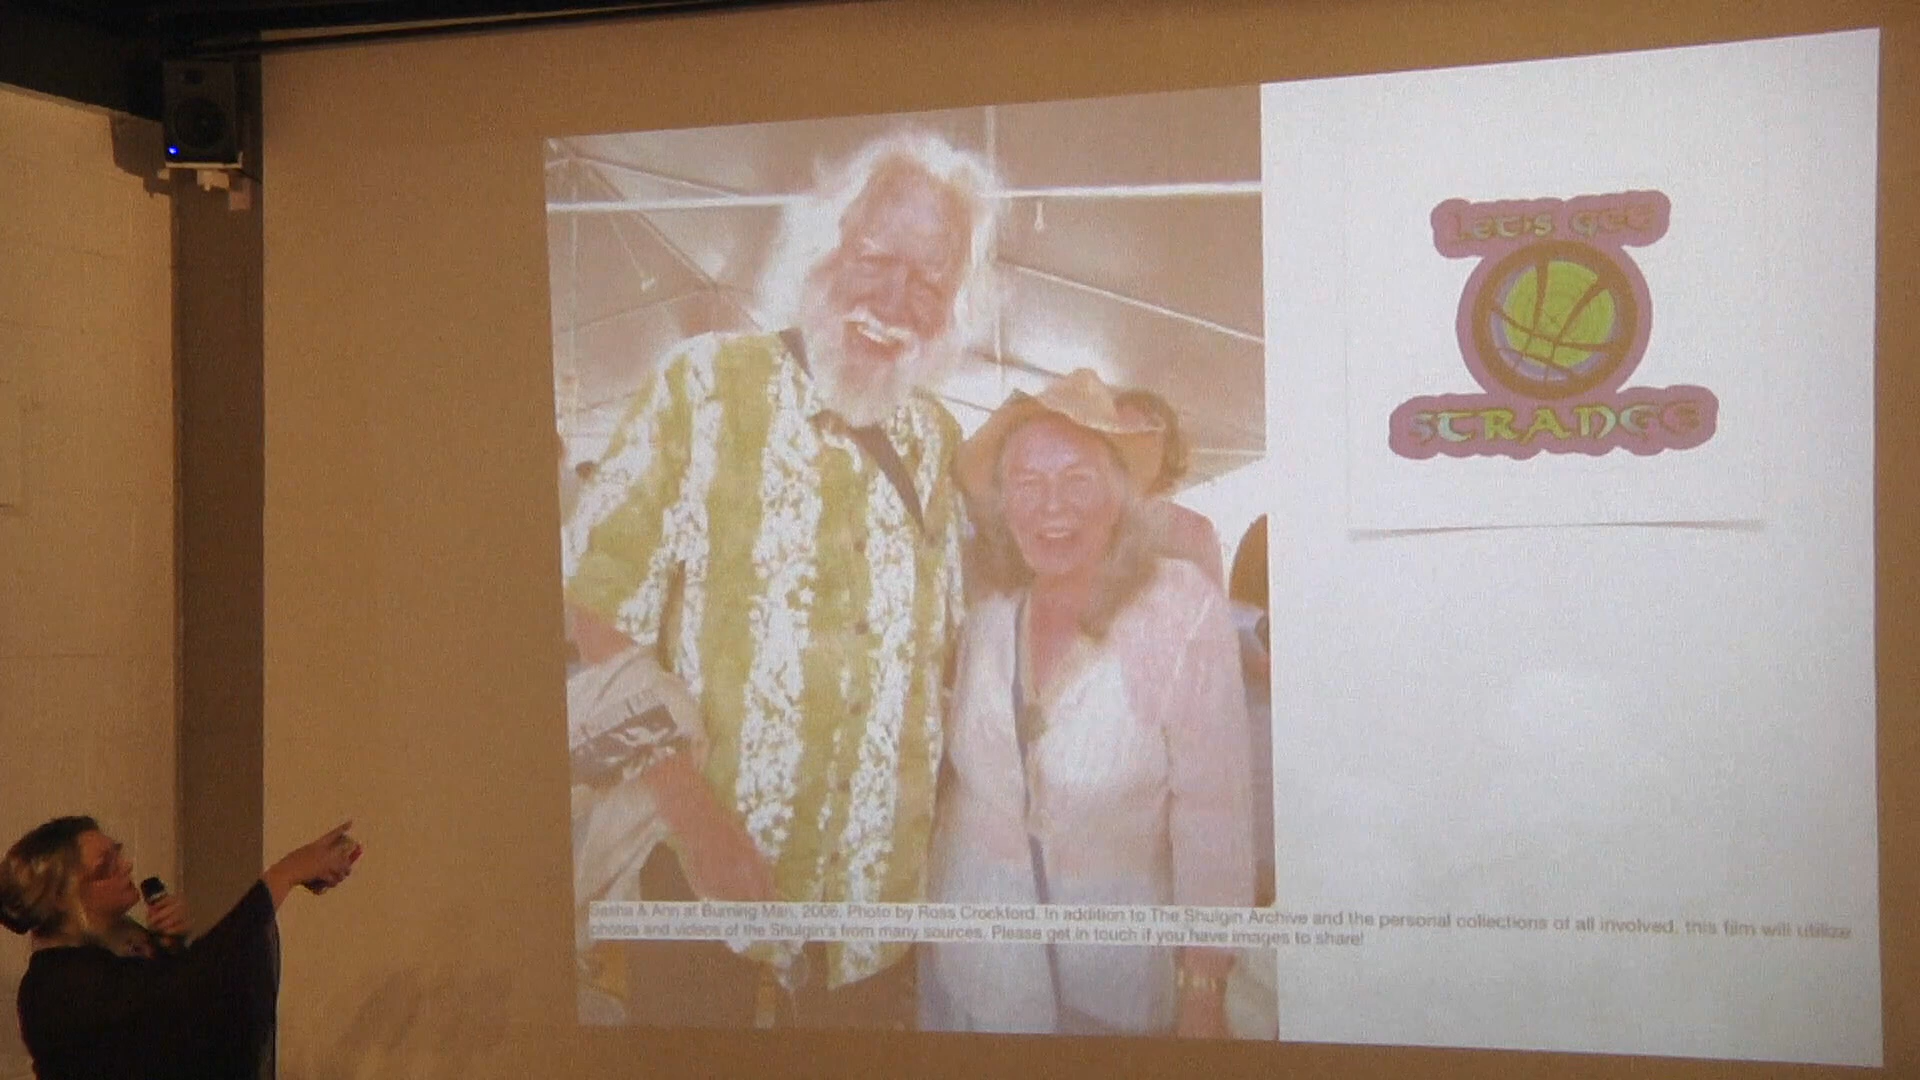 LET'S GET
STRANGE
Sasha & Ann at Burning Man, 2006. Photo by Ross Crockford. In addition to The Shulgin Archive and the personal collections of all involved, this film will utilize
photos and videos of the Shulgin's from many sources. Please get in touch if you have images to share!